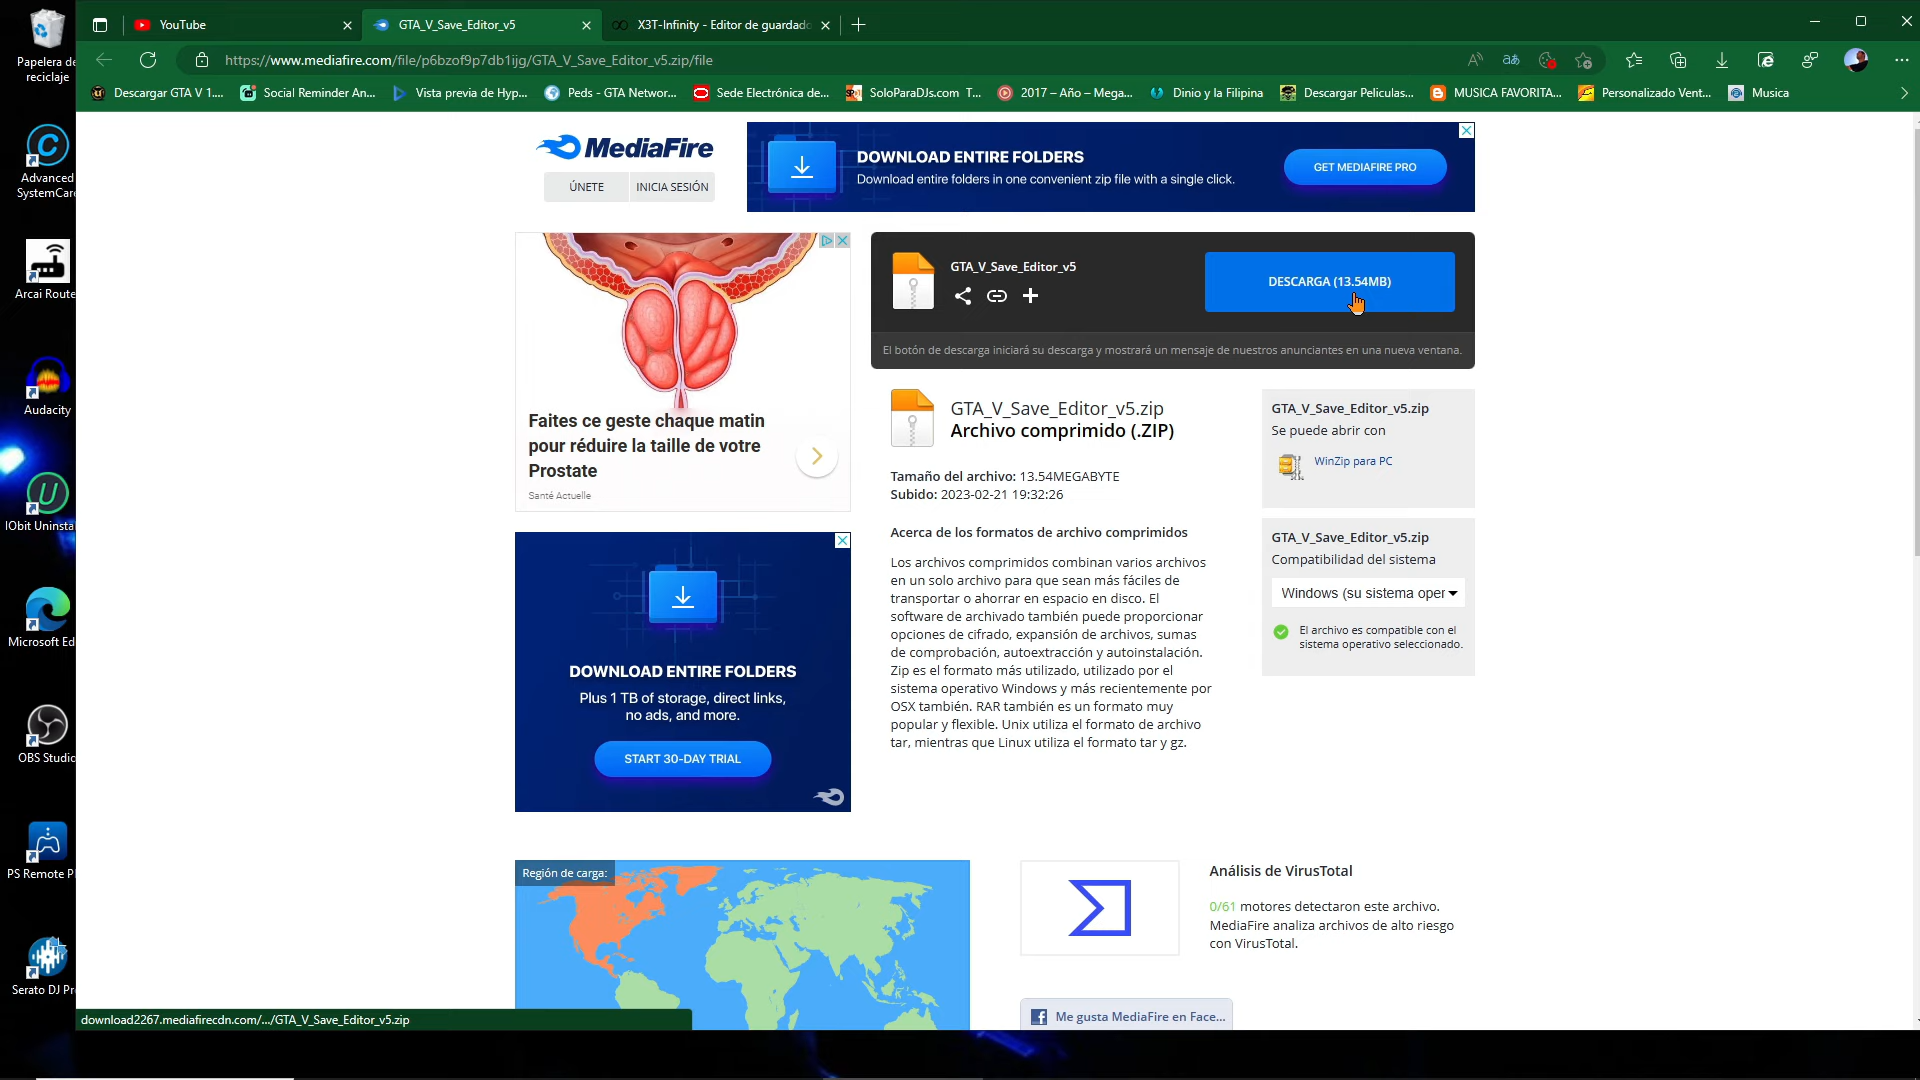 Papelera de
reciclaje
Advanced
SystemCare
Arcai Route
Audacity
IObit Uninsta
Microsoft Ed
OBS Studio
PS Remote P
Serato DJ Pr
YouTube
GTA_V_Save_Editor_v5
X3T-Infinity - Editor de guardado
https://www.mediafire.com/file/p6bzof9p7db1ijg/GTA_V_Save_Editor_v5.zip/file
Descargar GTA V 1....
Social Reminder An...
Vista previa de Hyp...
Peds - GTA Networ...
Sede Electrónica de...
SoloParaDJs.com T...
2017 – Año – Mega...
Dinio y la Filipina
Descargar Peliculas...
MUSICA FAVORITA...
Personalizado Vent...
Musica
MediaFire
ÚNETE
INICIA SESIÓN
DOWNLOAD ENTIRE FOLDERS
Download entire folders in one convenient zip file with a single click.
GET MEDIAFIRE PRO
Faites ce geste chaque matin
pour réduire la taille de votre
Prostate
Santé Actuelle
GTA_V_Save_Editor_v5
DESCARGA (13.54MB)
El botón de descarga iniciará su descarga y mostrará un mensaje de nuestros anunciantes en una nueva ventana.
GTA_V_Save_Editor_v5.zip
Archivo comprimido (.ZIP)
Tamaño del archivo: 13.54MEGABYTE
Subido: 2023-02-21 19:32:26
Acerca de los formatos de archivo comprimidos
Los archivos comprimidos combinan varios archivos
en un solo archivo para que sean más fáciles de
transportar o ahorrar en espacio en disco. El
software de archivado también puede proporcionar
opciones de cifrado, expansión de archivos, sumas
de comprobación, autoextracción y autoinstalación.
Zip es el formato más utilizado, utilizado por el
sistema operativo Windows y más recientemente por
OSX también. RAR también es un formato muy
popular y flexible. Unix utiliza el formato de archivo
tar, mientras que Linux utiliza el formato tar y gz.
GTA_V_Save_Editor_v5.zip
Se puede abrir con
WinZip para PC
GTA_V_Save_Editor_v5.zip
Compatibilidad del sistema
Windows (su sistema oper
El archivo es compatible con el
sistema operativo seleccionado.
DOWNLOAD ENTIRE FOLDERS
Plus 1 TB of storage, direct links,
no ads, and more.
START 30-DAY TRIAL
Región de carga:
Análisis de VirusTotal
0/61 motores detectaron este archivo.
MediaFire analiza archivos de alto riesgo
con VirusTotal.
Me gusta MediaFire en Face...
download2267.mediafirecdn.com/.../GTA_V_Save_Editor_v5.zip